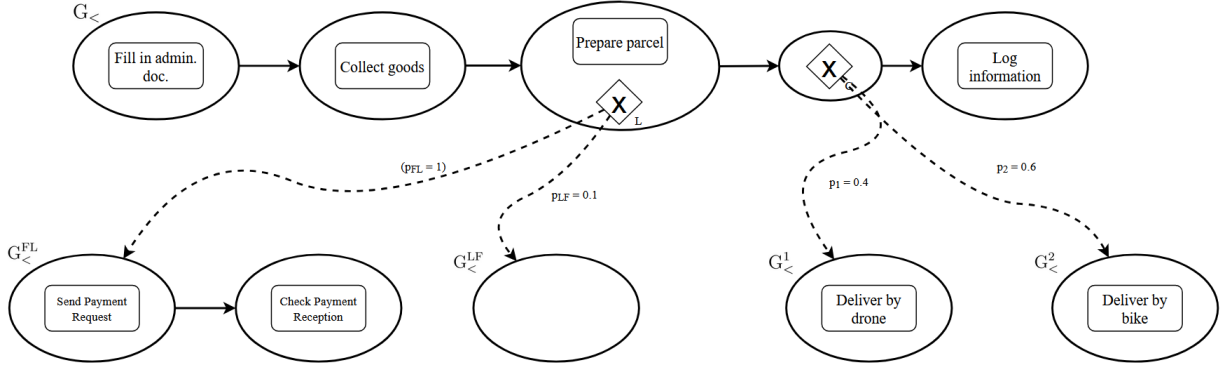 G<
Fill in admin.
doc.
Collect goods
Prepare parcel
X
L
X
G
Log
information
(pFL = 1)
pLF = 0.1
p1 = 0.4
p2 = 0.6
G<FL
Send Payment
Request
Check Payment
Reception
G<LF
G<1
Deliver by
drone
G<2
Deliver by
bike